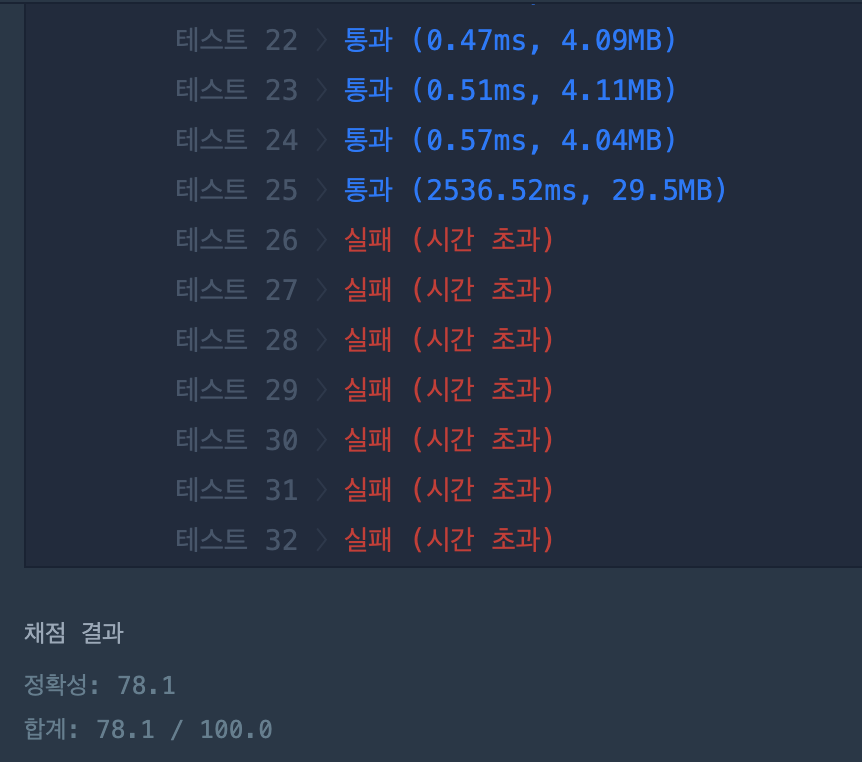 테스트 22 〉 통과 (0.47ms, 4.09MB)
테스트 23 〉 통과 (0.51ms, 4.11MB)
테스트 24 〉 통과 (0.57ms, 4.04MB)
테스트 25 〉 통과 (2536.52ms, 29.5MB)
테스트 26 〉 실패 (시간 초과)
테스트 27 〉 실패 (시간 초과)
테스트 28 〉 실패 (시간 초과)
테스트 29 〉 실패 (시간 초과)
테스트 30 〉 실패 (시간 초과)
테스트 31 〉 실패 (시간 초과)
테스트 32 〉 실패 (시간 초과)
채점 결과
정확성: 78.1
합계: 78.1 / 100.0